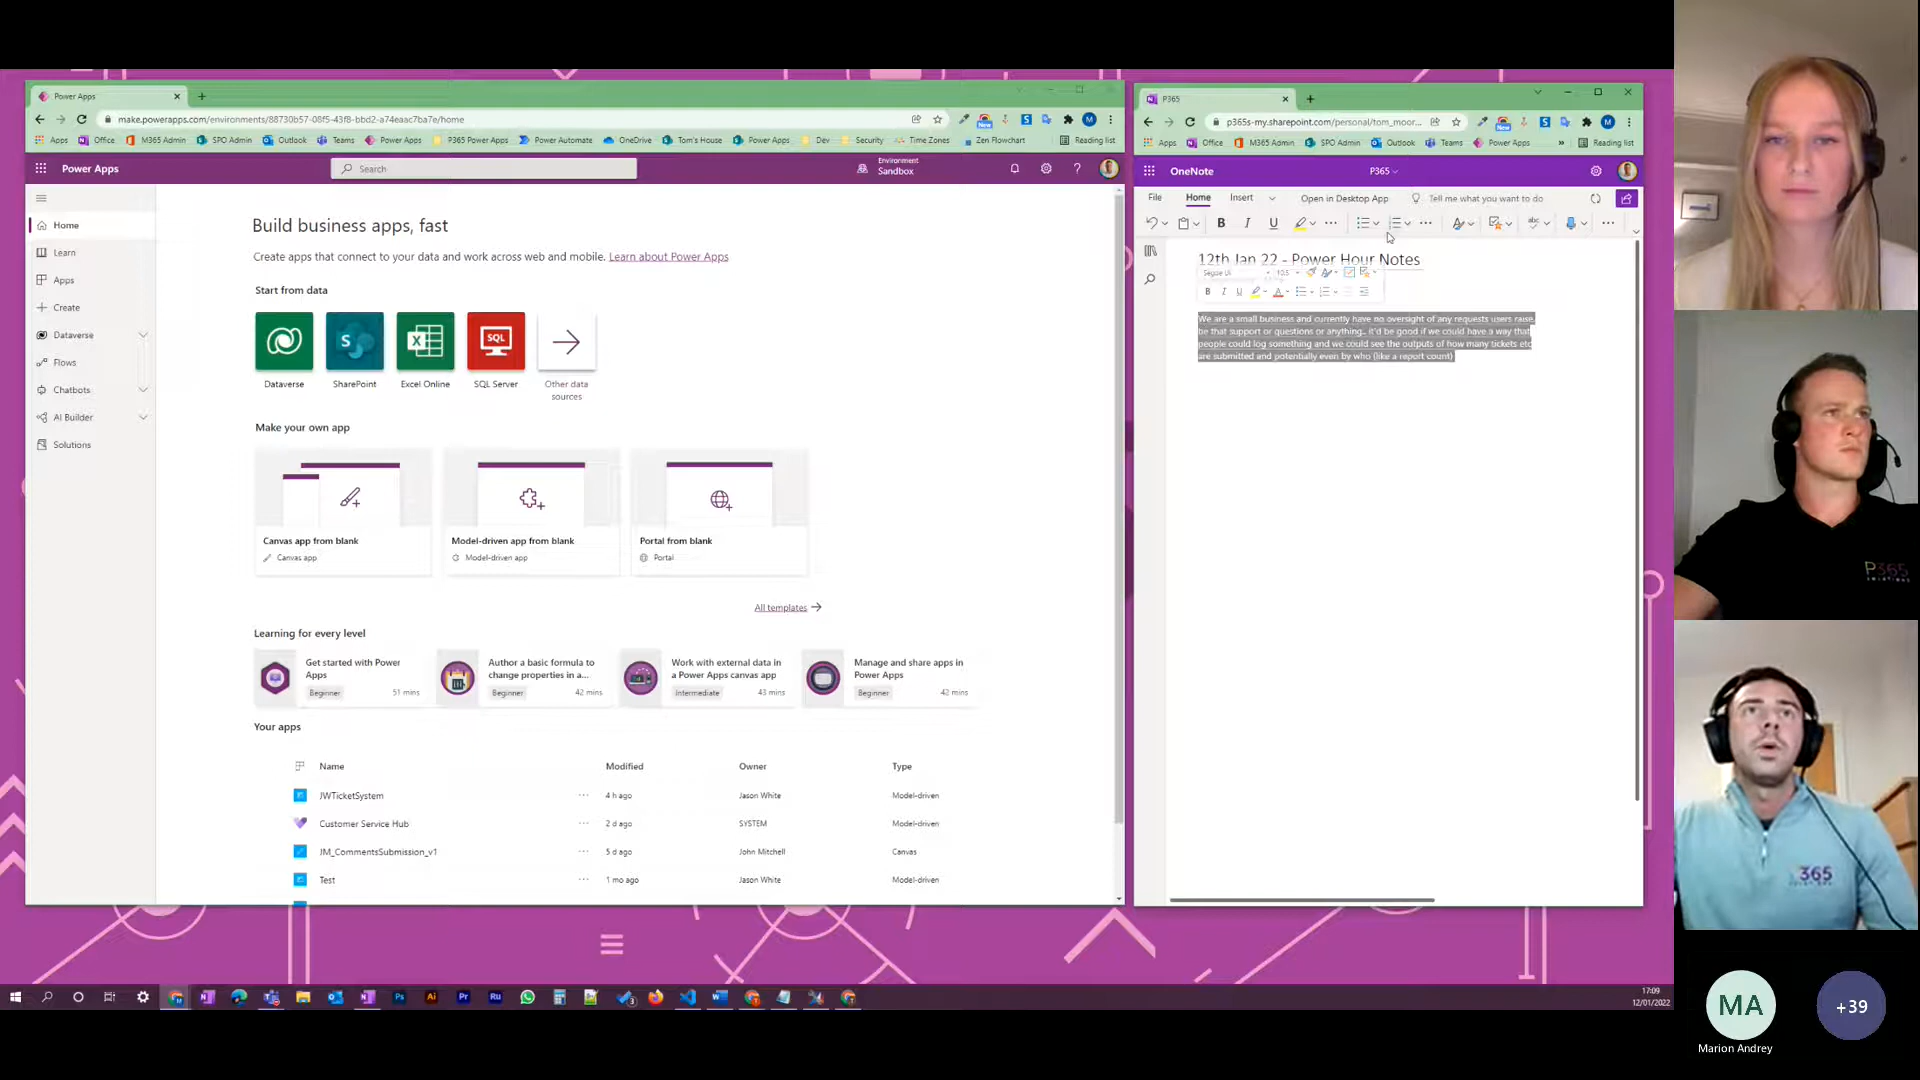 Power Apps
make.powerapps.com/environments/88730b57-08f5-43f8-bbd2-a74eaac7ba7e/home
Apps Office M365 Admin SPO Admin Outlook Teams Power Apps P365 Power Apps Power Automate OneDrive Tom's House Power Apps Dev Security Time Zones Zen Flowchart Reading list
Power Apps Search Environment
Sandbox
Home
Learn
Apps
Create
Dataverse
Flows
Chatbots
AI Builder
Solutions
Build business apps, fast
Create apps that connect to your data and work across web and mobile. Learn about Power Apps
Start from data
Dataverse SharePoint Excel Online SQL Server Other data
sources
SQL
Make your own app
Canvas app from blank Model-driven app from blank Portal from blank
Canvas app Model-driven app Portal
All templates
Learning for every level
Get started with Power
Apps
Beginner 51 mins
Author a basic formula to
change properties in a...
Beginner 42 mins
Work with external data in
a Power Apps canvas app
Intermediate 43 mins
Manage and share apps in
Power Apps
Beginner 42 mins
Your apps
Name Modified Owner Type
JWTicketSystem 4 h ago Jason White Model-driven
Customer Service Hub 2 d ago SYSTEM Model-driven
JM_CommentsSubmission_v1 5 d ago John Mitchell Canvas
Test 1 mo ago Jason White Model-driven
P365
p365s-my.sharepoint.com/personal/tom_moor...
Apps Office M365 Admin SPO Admin Outlook Teams Power Apps » Reading list
OneNote P365
File Home Insert Open in Desktop App Tell me what you want to do
12th Jan 22 - Power Hour Notes
Segoe UI 10.5
We are a small business and currently have no oversight of any requests users raise,
be that support or questions or anything.. it'd be good if we could have a way that
people could log something and we could see the outputs of how many tickets etc
are submitted and potentially even by who (like a report count)
P365
SOLUTIONS
365
MA
Marion Andrey
+39
17:09
12/01/2022